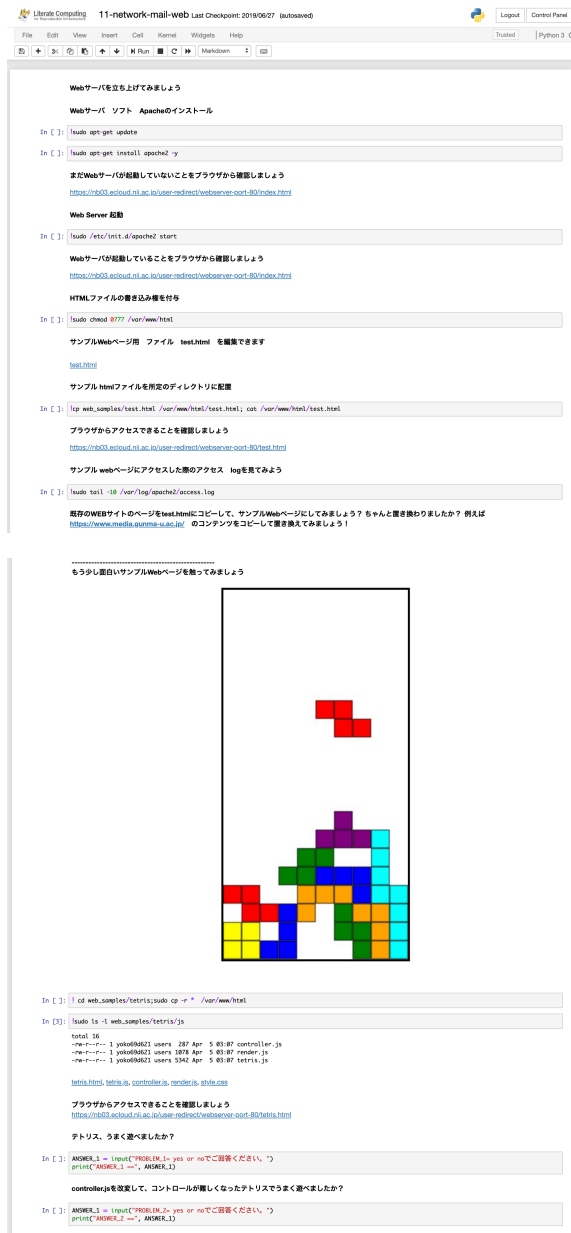 Literate Computing
for Reproducible Infrastructure
11-network-mail-web Last Checkpoint: 2019/06/27 (autosaved)
Logout
Control Panel
File Edit View Insert Cell Kernel Widgets Help
Trusted
Python 3
Run
Markdown
Webサーバを立ち上げてみましょう
Webサーバ ソフト Apacheのインストール
In [ ]: !sudo apt-get update
In [ ]: !sudo apt-get install apache2 -y
まだWebサーバが起動していないことをブラウザから確認しましょう
https://nb03.ecloud.nii.ac.jp/user-redirect/webserver-port-80/index.html
Web Server 起動
In [ ]: !sudo /etc/init.d/apache2 start
Webサーバが起動していることをブラウザから確認しましょう
https://nb03.ecloud.nii.ac.jp/user-redirect/webserver-port-80/index.html
HTMLファイルの書き込み権を付与
In [ ]: !sudo chmod 0777 /var/www/html
サンプルWebページ用 ファイル test.html を編集できます
test.html
サンプル htmlファイルを所定のディレクトリに配置
In [ ]: !cp web_samples/test.html /var/www/html/test.html; cat /var/www/html/test.html
ブラウザからアクセスできることを確認しましょう
https://nb03.ecloud.nii.ac.jp/user-redirect/webserver-port-80/test.html
サンプル webページにアクセスした際のアクセス logを見てみよう
In [ ]: !sudo tail -10 /var/log/apache2/access.log
既存のWEBサイトのページをtest.htmlにコピーして、サンプルWebページにしてみましょう? ちゃんと置き換わりましたか? 例えば
https://www.media.gunma-u.ac.jp/ のコンテンツをコピーして置き換えてみましょう!
----------------------------------------------------
もう少し面白いサンプルWebページを触ってみましょう
In [ ]: ! cd web_samples/tetris;sudo cp -r * /var/www/html
In [3]: !sudo ls -l web_samples/tetris/js
total 16
-rw-r--r-- 1 yoko69d621 users 287 Apr 5 03:07 controller.js
-rw-r--r-- 1 yoko69d621 users 1078 Apr 5 03:07 render.js
-rw-r--r-- 1 yoko69d621 users 5342 Apr 5 03:07 tetris.js
tetris.html, tetris.js, controller.js, render.js, style.css
ブラウザからアクセスできることを確認しましょう
https://nb03.ecloud.nii.ac.jp/user-redirect/webserver-port-80/tetris.html
テトリス、うまく遊べましたか?
In [ ]: ANSWER_1 = input("PROBLEM_1= yes or noでご回答ください。")
print("ANSWER_1 ==", ANSWER_1)
controller.jsを改変して、コントロールが難しくなったテトリスでうまく遊べましたか?
In [ ]: ANSWER_1 = input("PROBLEM_2= yes or noでご回答ください。")
print("ANSWER_2 ==", ANSWER_1)